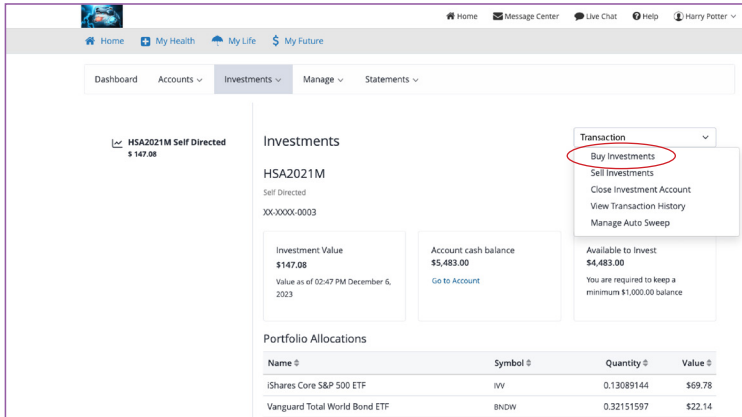 Home Message Center Live Chat Help Harry Potter
Home My Health My Life My Future
Dashboard Accounts Investments Manage Statements
HSA2021M Self Directed
$ 147.08
Investments
Transaction
Buy Investments
Sell Investments
Close Investment Account
View Transaction History
Manage Auto Sweep
HSA2021M
Self Directed
XX-XXXX-0003
Investment Value
$147.08
Value as of 02:47 PM December 6,
2023
Account cash balance
$5,483.00
Go to Account
Available to Invest
$4,483.00
You are required to keep a
minimum $1,000.00 balance
Portfolio Allocations
Name Symbol Quantity Value
iShares Core S&P 500 ETF IVV 0.13089144 $69.78
Vanguard Total World Bond ETF BNDW 0.32151597 $22.14